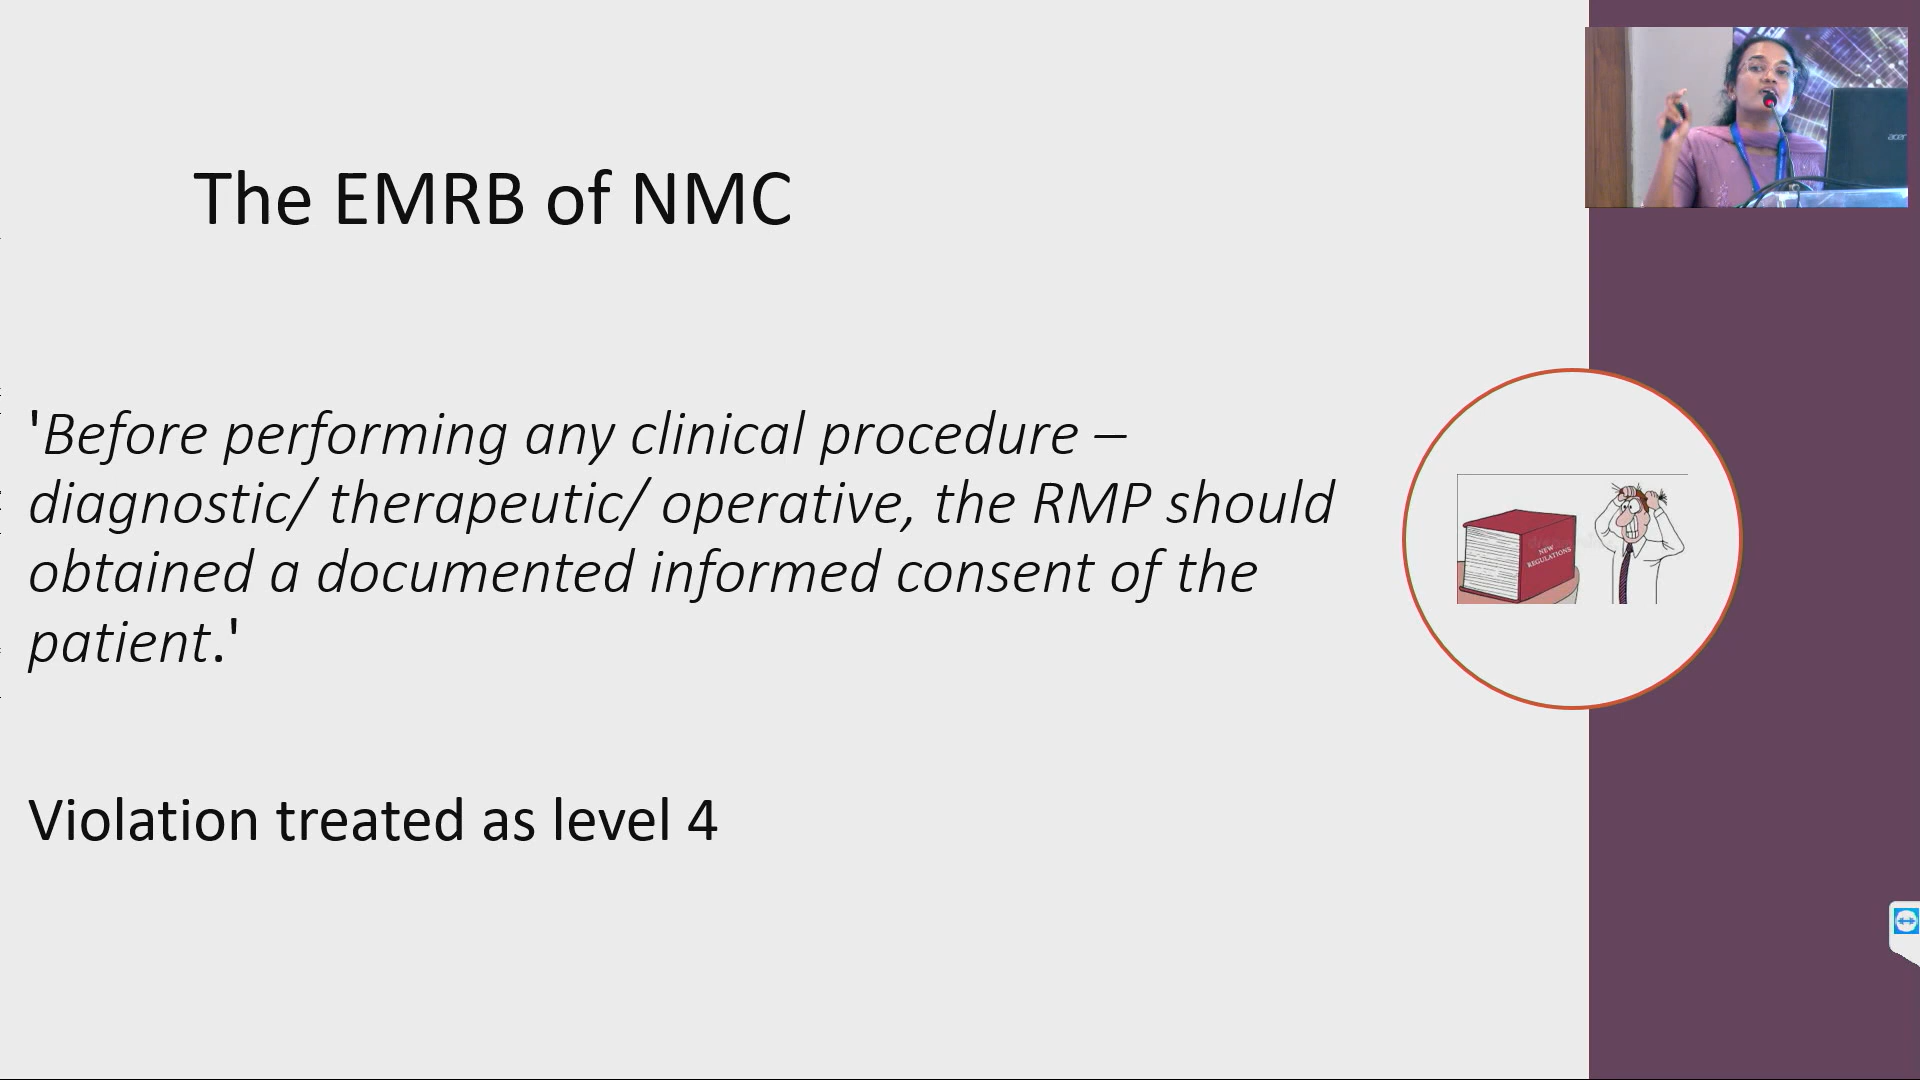 The EMRB of NMC
'Before performing any clinical procedure –
diagnostic/ therapeutic/ operative, the RMP should
obtained a documented informed consent of the
patient.'
Violation treated as level 4
NEW
REGULATIONS
acer